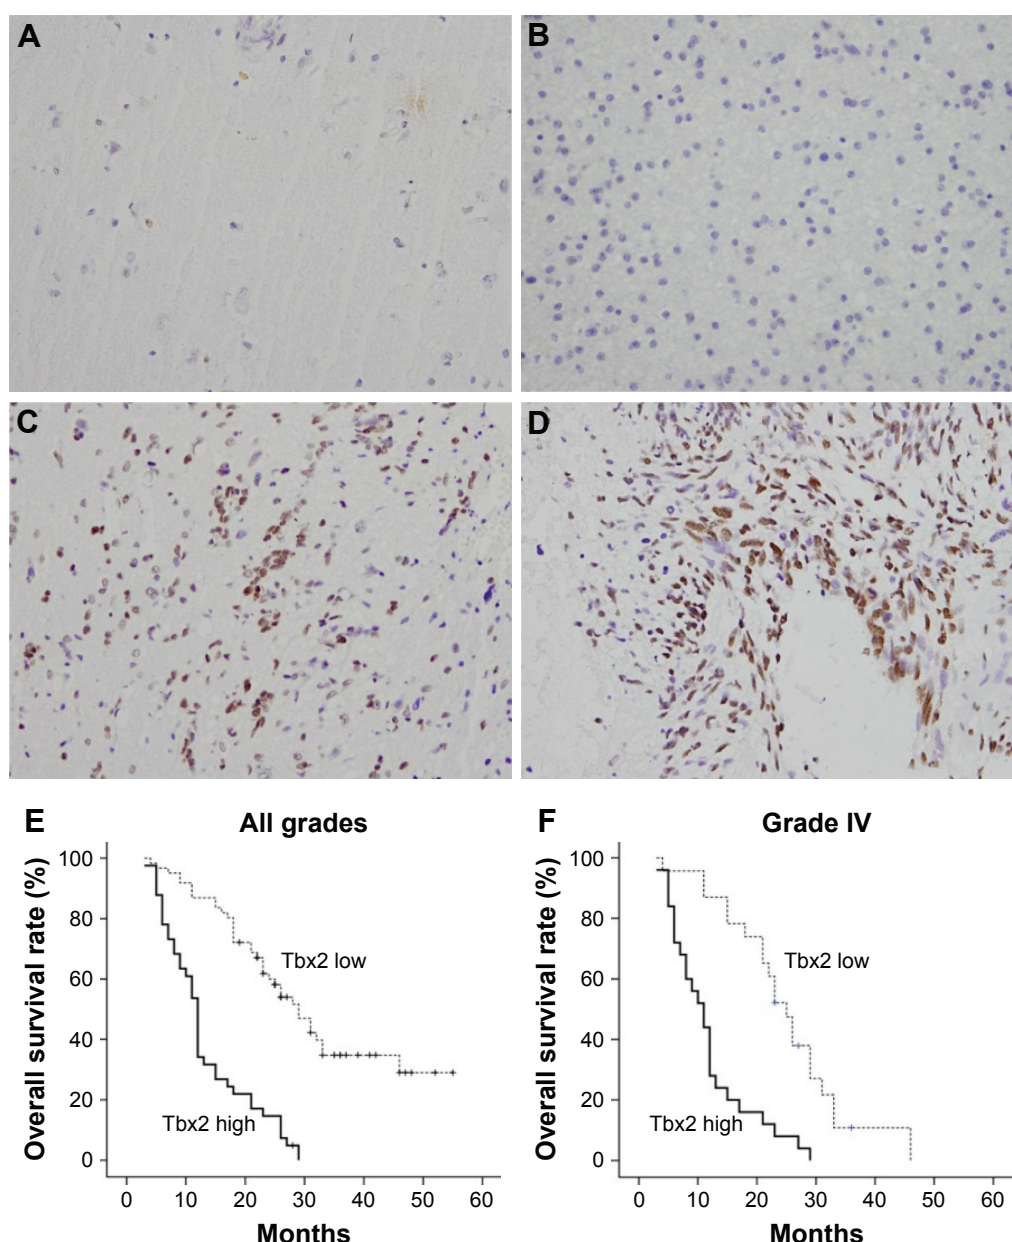 A
B
C
D
E
All grades
Overall survival rate (%)
100
80
60
40
20
0
Tbx2 low
Tbx2 high
0 10 20 30 40 50 60
Months
F
Grade IV
Overall survival rate (%)
100
80
60
40
20
0
Tbx2 low
Tbx2 high
0 10 20 30 40 50 60
Months